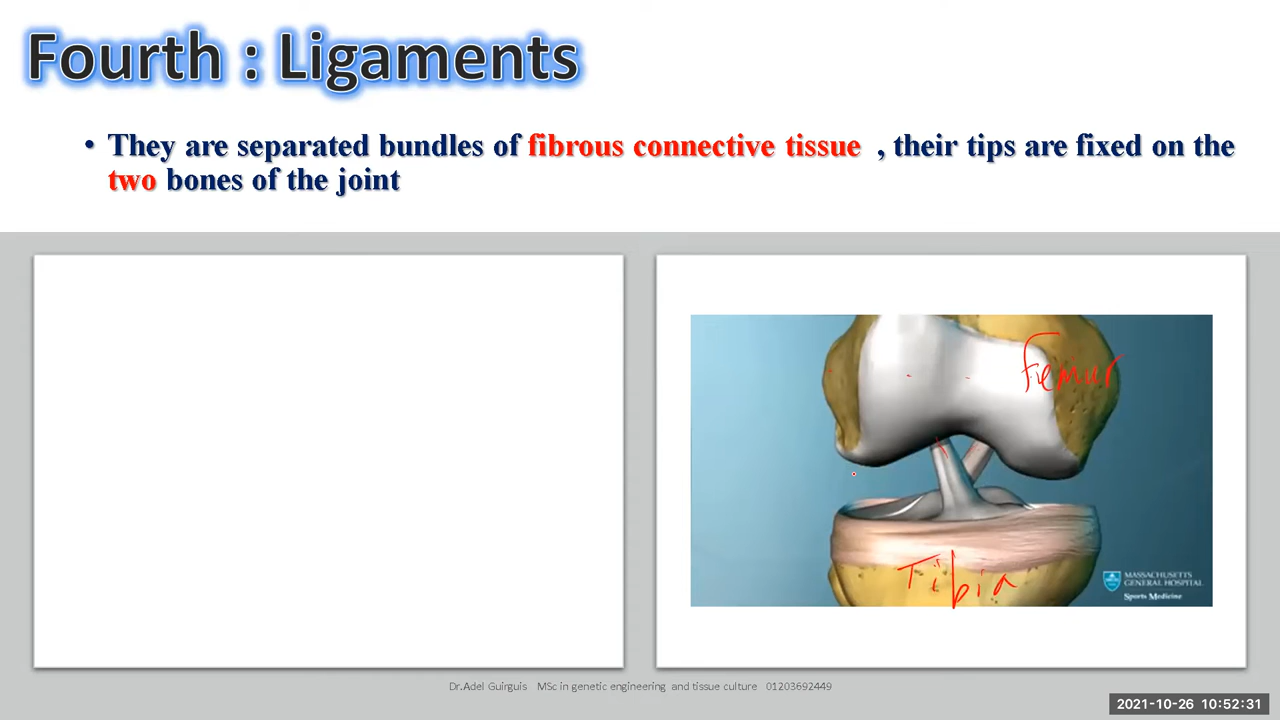 Fourth : Ligaments
• They are separated bundles of fibrous connective tissue , their tips are fixed on the
two bones of the joint
Femur
Tibia
MASSACHUSETTS
GENERAL HOSPITAL
Sports Medicine
Dr.Adel Guirguis MSc in genetic engineering and tissue culture 01203692449
2021-10-26 10:52:31